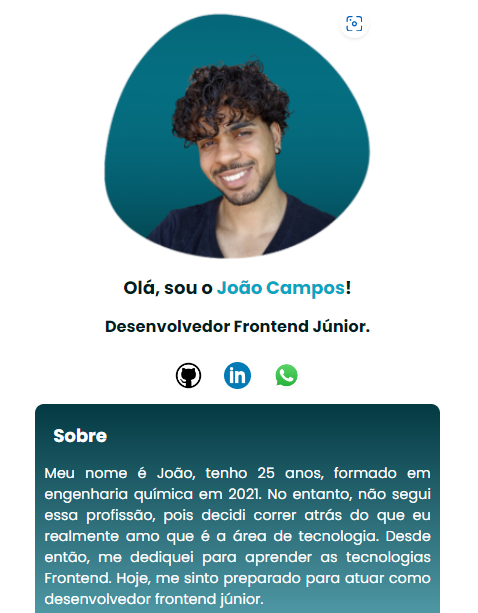 Olá, sou o João Campos!
Desenvolvedor Frontend Júnior.
in
Sobre
Meu nome é João, tenho 25 anos, formado em
engenharia química em 2021. No entanto, não segui
essa profissão, pois decidi correr atrás do que eu
realmente amo que é a área de tecnologia. Desde
então, me dediquei para aprender as tecnologias
Frontend. Hoje, me sinto preparado para atuar como
desenvolvedor frontend júnior.